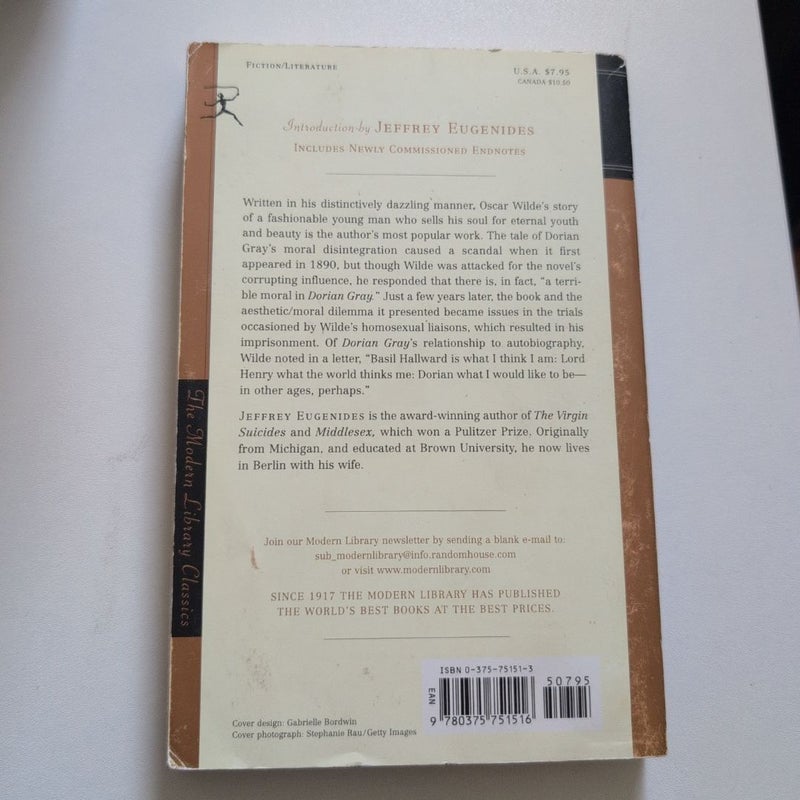 FICTION/LITERATURE
U.S.A. $7.95
CANADA $10.50
Introduction by JEFFREY EUGENIDES
INCLUDES NEWLY COMMISSIONED ENDNOTES
Written in his distinctively dazzling manner, Oscar Wilde's story
of a fashionable young man who sells his soul for eternal youth
and beauty is the author's most popular work. The tale of Dorian
Gray's moral disintegration caused a scandal when it first
appeared in 1890, but though Wilde was attacked for the novel's
corrupting influence, he responded that there is, in fact, "a terri-
ble moral in Dorian Gray." Just a few years later, the book and the
aesthetic/moral dilemma it presented became issues in the trials
occasioned by Wilde's homosexual liaisons, which resulted in his
imprisonment. Of Dorian Gray's relationship to autobiography,
Wilde noted in a letter, "Basil Hallward is what I think I am: Lord
Henry what the world thinks me: Dorian what I would like to be—
in other ages, perhaps."
JEFFREY EUGENIDES is the award-winning author of The Virgin
Suicides and Middlesex, which won a Pulitzer Prize. Originally
from Michigan, and educated at Brown University, he now lives
in Berlin with his wife.
Join our Modern Library newsletter by sending a blank e-mail to:
sub_modernlibrary@info.randomhouse.com
or visit www.modernlibrary.com
SINCE 1917 THE MODERN LIBRARY HAS PUBLISHED
THE WORLD'S BEST BOOKS AT THE BEST PRICES.
The Modern Library Classics
ISBN 0-375-75151-3
50795
EAN
9 780375 751516
Cover design: Gabrielle Bordwin
Cover photograph: Stephanie Rau/Getty Images